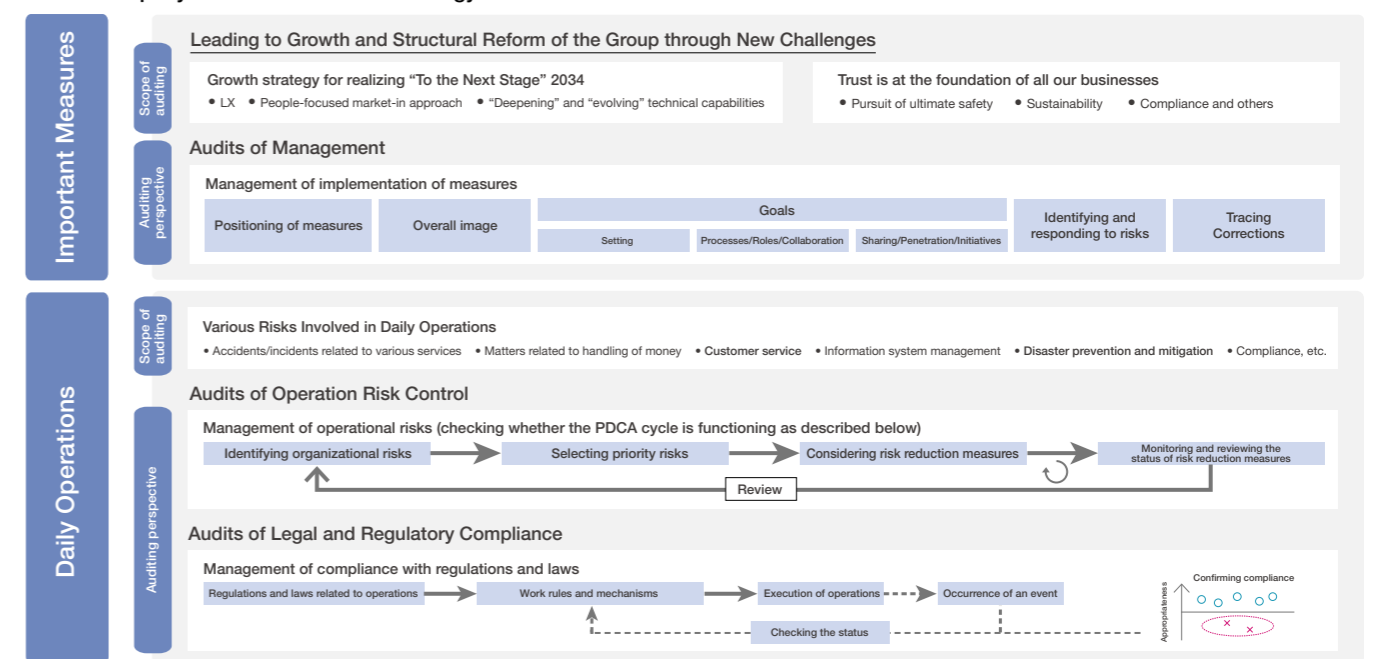 Important Measures
Scope of
auditing
Leading to Growth and Structural Reform of the Group through New Challenges
Growth strategy for realizing “To the Next Stage” 2034
• LX • People-focused market-in approach • “Deepening” and “evolving” technical capabilities
Trust is at the foundation of all our businesses
• Pursuit of ultimate safety • Sustainability • Compliance and others
Auditing
perspective
Audits of Management
Management of implementation of measures
Positioning of measures
Overall image
Goals
Setting
Processes/Roles/Collaboration
Sharing/Penetration/Initiatives
Identifying and
responding to risks
Tracing
Corrections
Daily Operations
Scope of
auditing
Various Risks Involved in Daily Operations
• Accidents/incidents related to various services • Matters related to handling of money • Customer service • Information system management • Disaster prevention and mitigation • Compliance, etc.
Auditing perspective
Audits of Operation Risk Control
Management of operational risks (checking whether the PDCA cycle is functioning as described below)
Identifying organizational risks
Selecting priority risks
Considering risk reduction measures
Monitoring and reviewing the
status of risk reduction measures
Review
Audits of Legal and Regulatory Compliance
Management of compliance with regulations and laws
Regulations and laws related to operations
Work rules and mechanisms
Execution of operations
Occurrence of an event
Checking the status
Confirming compliance
Appropriateness